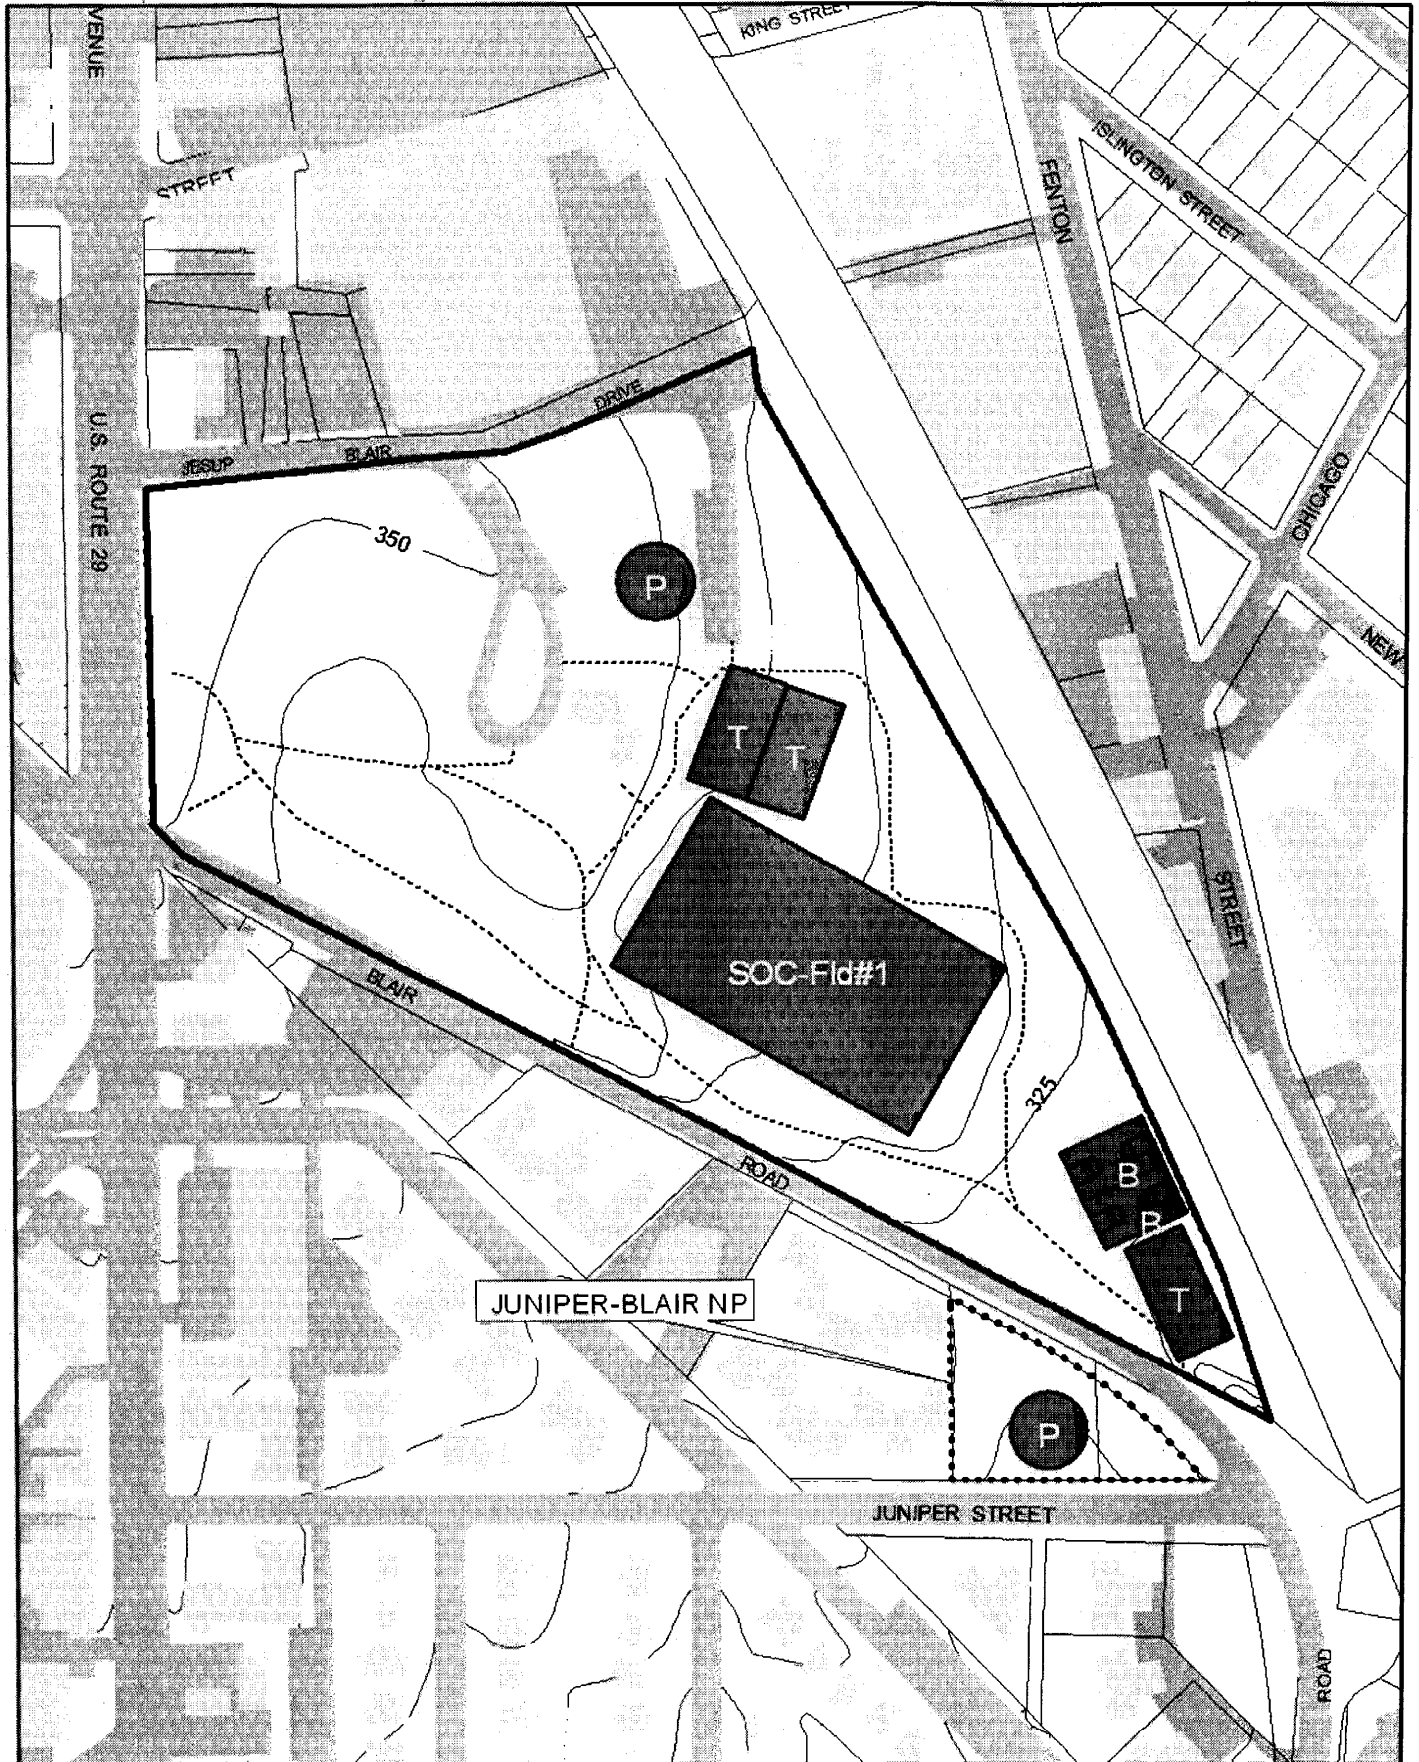 VENUE
KING STREET
STREET
ISLINGTON STREET
FENTON
DRIVE
U.S. ROUTE 29
JESUP
BLAIR
CHICAGO
350
P
NEW
T
T
STREET
SOC-Fld#1
BLAIR
325
B
ROAD
B
JUNIPER-BLAIR NP
T
P
JUNIPER STREET
ROAD